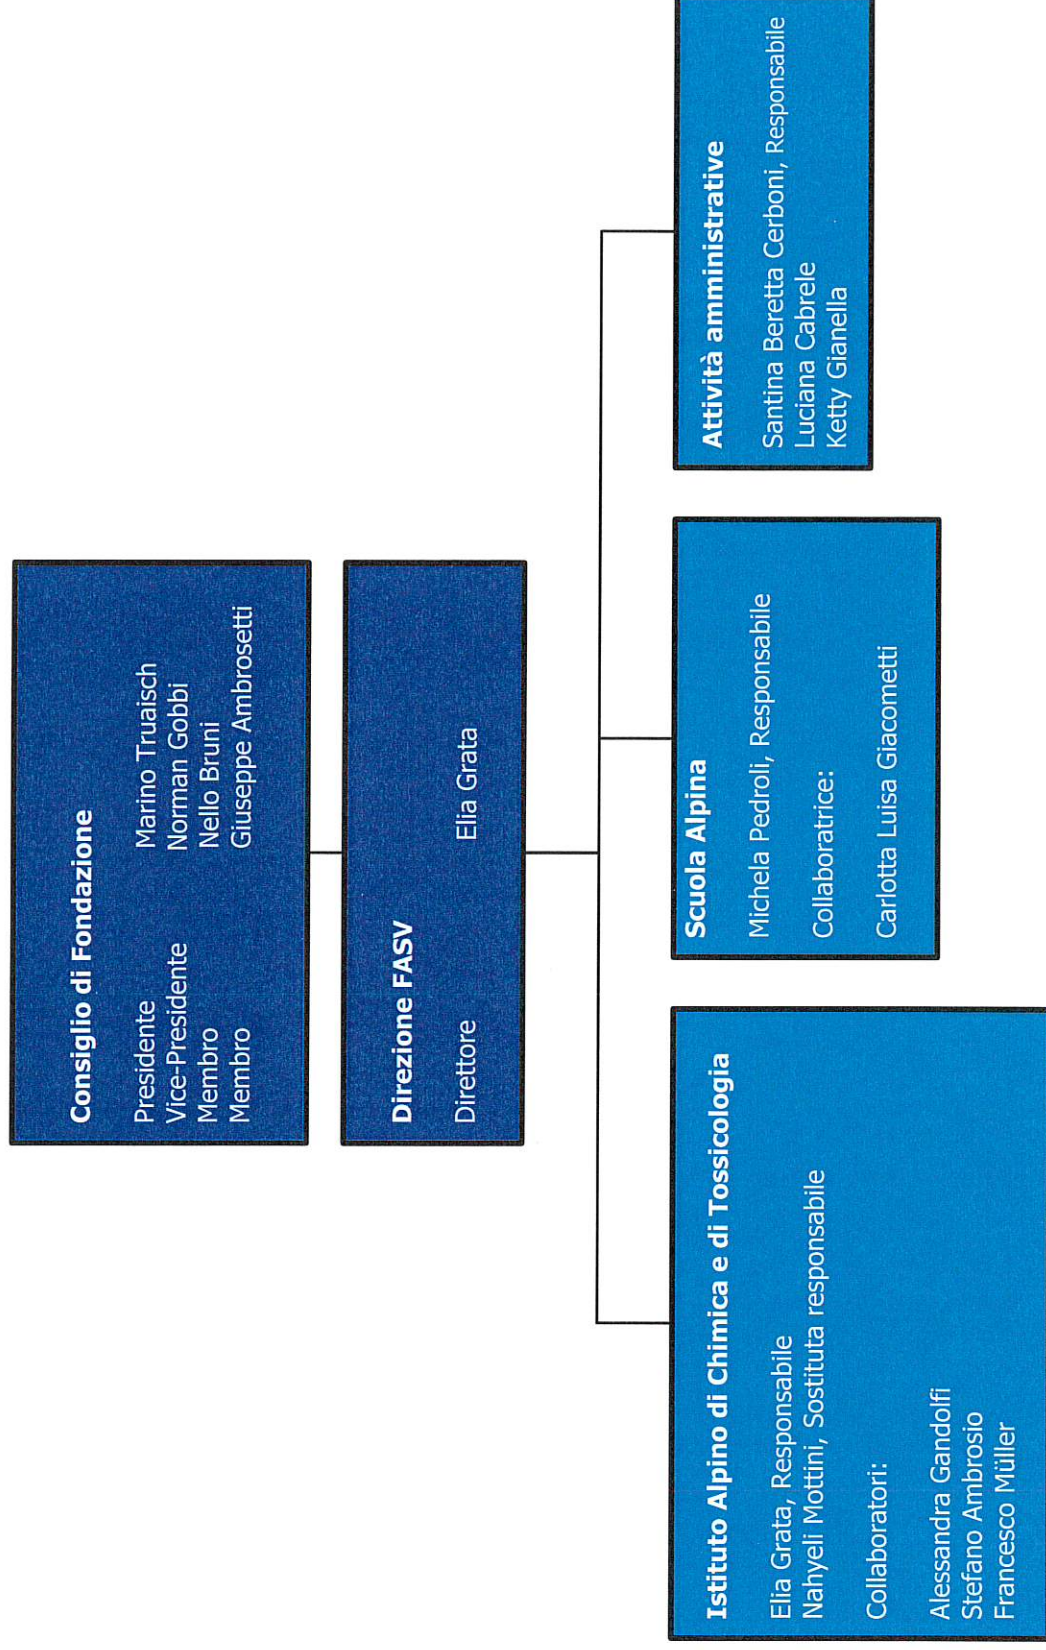 Consiglio di Fondazione
Presidente Marino Truaisch
Vice-Presidente Norman Gobbi
Membro Nello Bruni
Membro Giuseppe Ambrosetti
Direzione FASV
Direttore Elia Grata
Istituto Alpino di Chimica e di Tossicologia
Elia Grata, Responsabile
Nahyeli Mottini, Sostituta responsabile
Collaboratori:
Alessandra Gandolfi
Stefano Ambrosio
Francesco Müller
Scuola Alpina
Michela Pedroli, Responsabile
Collaboratrice:
Carlotta Luisa Giacometti
Attività amministrative
Santina Beretta Cerboni, Responsabile
Luciana Cabrele
Ketty Gianella